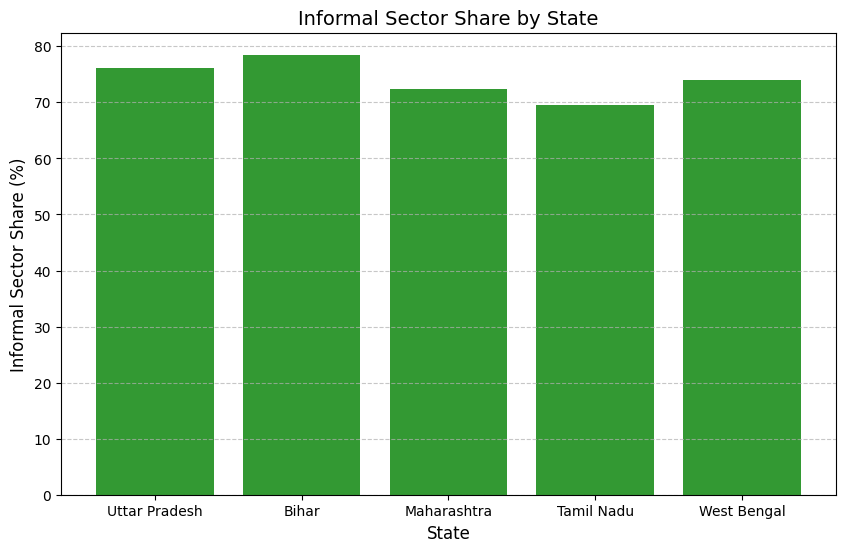 Informal Sector Share by State
Informal Sector Share (%)
80
70
60
50
40
30
20
10
0
Uttar Pradesh Bihar Maharashtra Tamil Nadu West Bengal
State